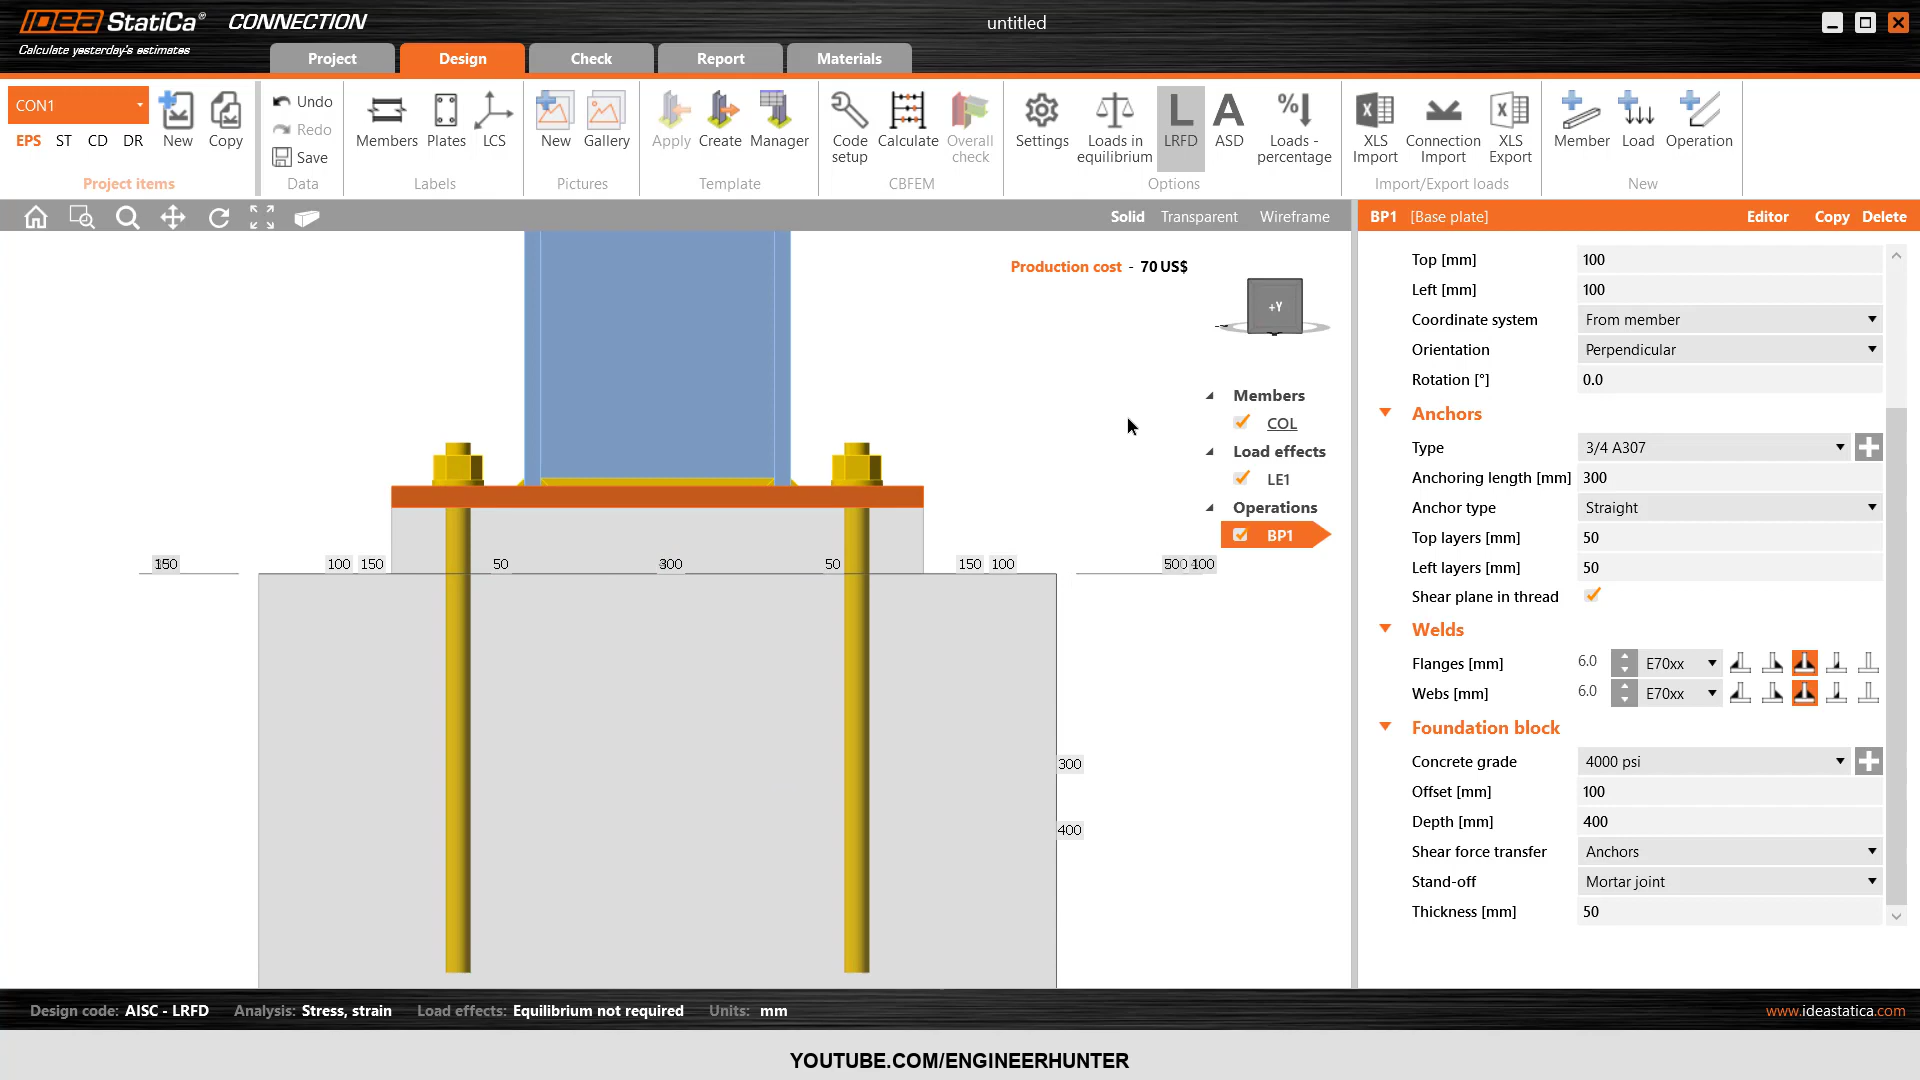 IDEA StatiCa® CONNECTION
Calculate yesterday's estimates
untitled
Project Design Check Report Materials
CON1
EPS ST CD DR
New Copy
Project items
Undo
Redo
Save
Data
Members Plates LCS
Labels
New Gallery
Pictures
Apply Create Manager
Template
Code setup Calculate Overall check
CBFEM
Settings Loads in equilibrium LRFD ASD Loads - percentage
Options
XLS Import Connection Import XLS Export
Import/Export loads
Member Load Operation
New
Solid Transparent Wireframe
BP1 [Base plate] Editor Copy Delete
Production cost - 70 US$
+Y
Members
COL
Load effects
LE1
Operations
BP1
150 100 150 50 300 50 150 100 500 400
300
400
Top [mm] 100
Left [mm] 100
Coordinate system From member
Orientation Perpendicular
Rotation [°] 0.0
Anchors
Type 3/4 A307
Anchoring length [mm] 300
Anchor type Straight
Top layers [mm] 50
Left layers [mm] 50
Shear plane in thread
Welds
Flanges [mm] 6.0 E70xx
Webs [mm] 6.0 E70xx
Foundation block
Concrete grade 4000 psi
Offset [mm] 100
Depth [mm] 400
Shear force transfer Anchors
Stand-off Mortar joint
Thickness [mm] 50
Design code: AISC - LRFD Analysis: Stress, strain Load effects: Equilibrium not required Units: mm
www.ideastatica.com
YOUTUBE.COM/ENGINEERHUNTER